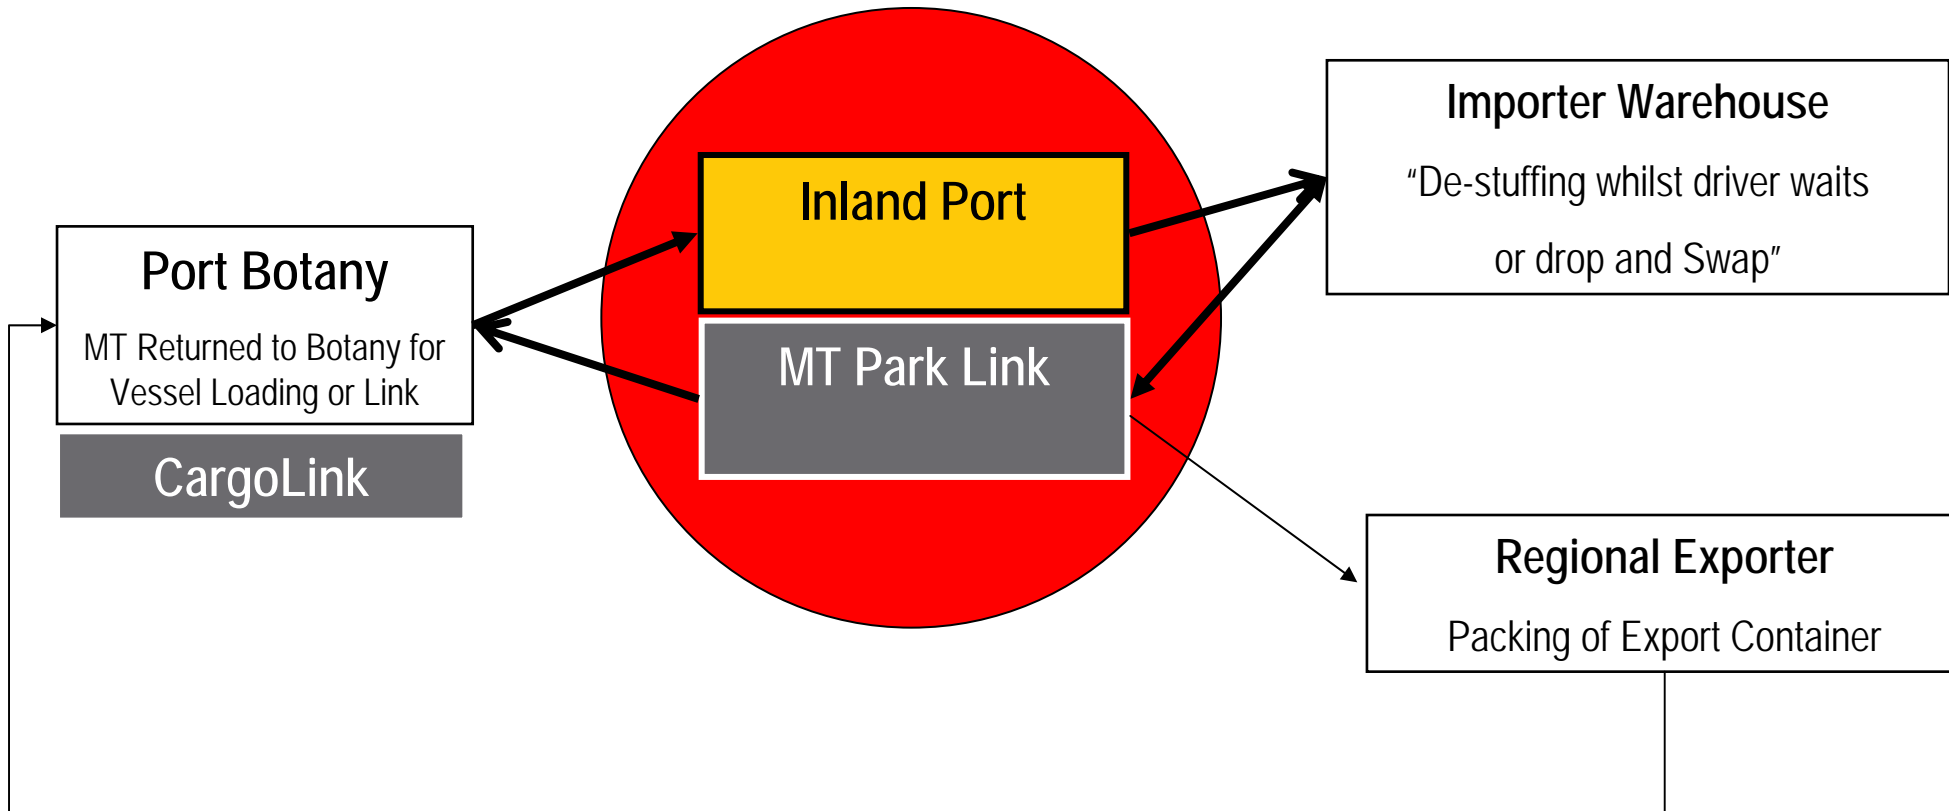 Port Botany
MT Returned to Botany for
Vessel Loading or Link
CargoLink
Inland Port
MT Park Link
Importer Warehouse
“De-stuffing whilst driver waits
or drop and Swap”
Regional Exporter
Packing of Export Container